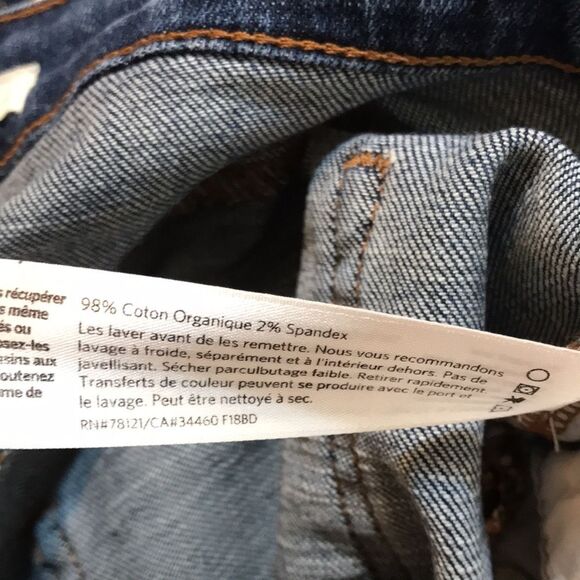 s récupérer
s même
és ou
osez-les
sins aux
outenez
me de
98% Coton Organique 2% Spandex
Les laver avant de les remettre. Nous vous recommandons
lavage à froide, séparément et à l'intérieur dehors. Pas de
javellisant. Sécher parculbutage faible. Retirer rapidement.
Transferts de couleur peuvent se produire avec le port et
le lavage. Peut être nettoyé à sec.
RN#78121/CA#34460 F18BD